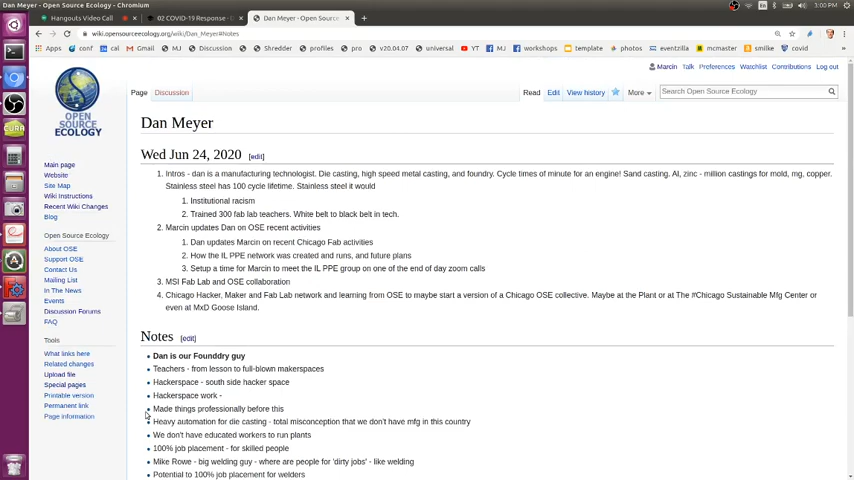 Dan Meyer - Open Source Ecology - Chromium
3:00 PM
Hangouts Video Call
02 COVID-19 Response -
Dan Meyer - Open Source
wiki.opensourceecology.org/wiki/Dan_Meyer#Notes
Apps conf cal Gmail MJ Discussion Shredder profiles pro v20.04.07 universal YT MJ workshops template photos eventzilla mcmaster smilke covid
Marcin Talk Preferences Watchlist Contributions Log out
Page Discussion Read Edit View history More Search Open Source Ecology
OPEN
SOURCE
ECOLOGY
CURA
Main page
Website
Site Map
Wiki Instructions
Recent Wiki Changes
Blog
Open Source Ecology
About OSE
Support OSE
Contact Us
Mailing List
In The News
Events
Discussion Forums
FAQ
Tools
What links here
Related changes
Upload file
Special pages
Printable version
Permanent link
Page information
Dan Meyer
Wed Jun 24, 2020 [edit]
1. Intros - dan is a manufacturing technologist. Die casting, high speed metal casting, and foundry. Cycle times of minute for an engine! Sand casting. Al, zinc - million castings for mold, mg, copper.
Stainless steel has 100 cycle lifetime. Stainless steel it would
1. Institutional racism
2. Trained 300 fab lab teachers. White belt to black belt in tech.
2. Marcin updates Dan on OSE recent activities
1. Dan updates Marcin on recent Chicago Fab activities
2. How the IL PPE network was created and runs, and future plans
3. Setup a time for Marcin to meet the IL PPE group on one of the end of day zoom calls
3. MSI Fab Lab and OSE collaboration
4. Chicago Hacker, Maker and Fab Lab network and learning from OSE to maybe start a version of a Chicago OSE collective. Maybe at the Plant or at The #Chicago Sustainable Mfg Center or
even at MxD Goose Island.
Notes [edit]
Dan is our Founddry guy
Teachers - from lesson to full-blown makerspaces
Hackerspace - south side hacker space
Hackerspace work -
Made things professionally before this
Heavy automation for die casting - total misconception that we don't have mfg in this country
We don't have educated workers to run plants
100% job placement - for skilled people
Mike Rowe - big welding guy - where are people for 'dirty jobs' - like welding
Potential to 100% job placement for welders